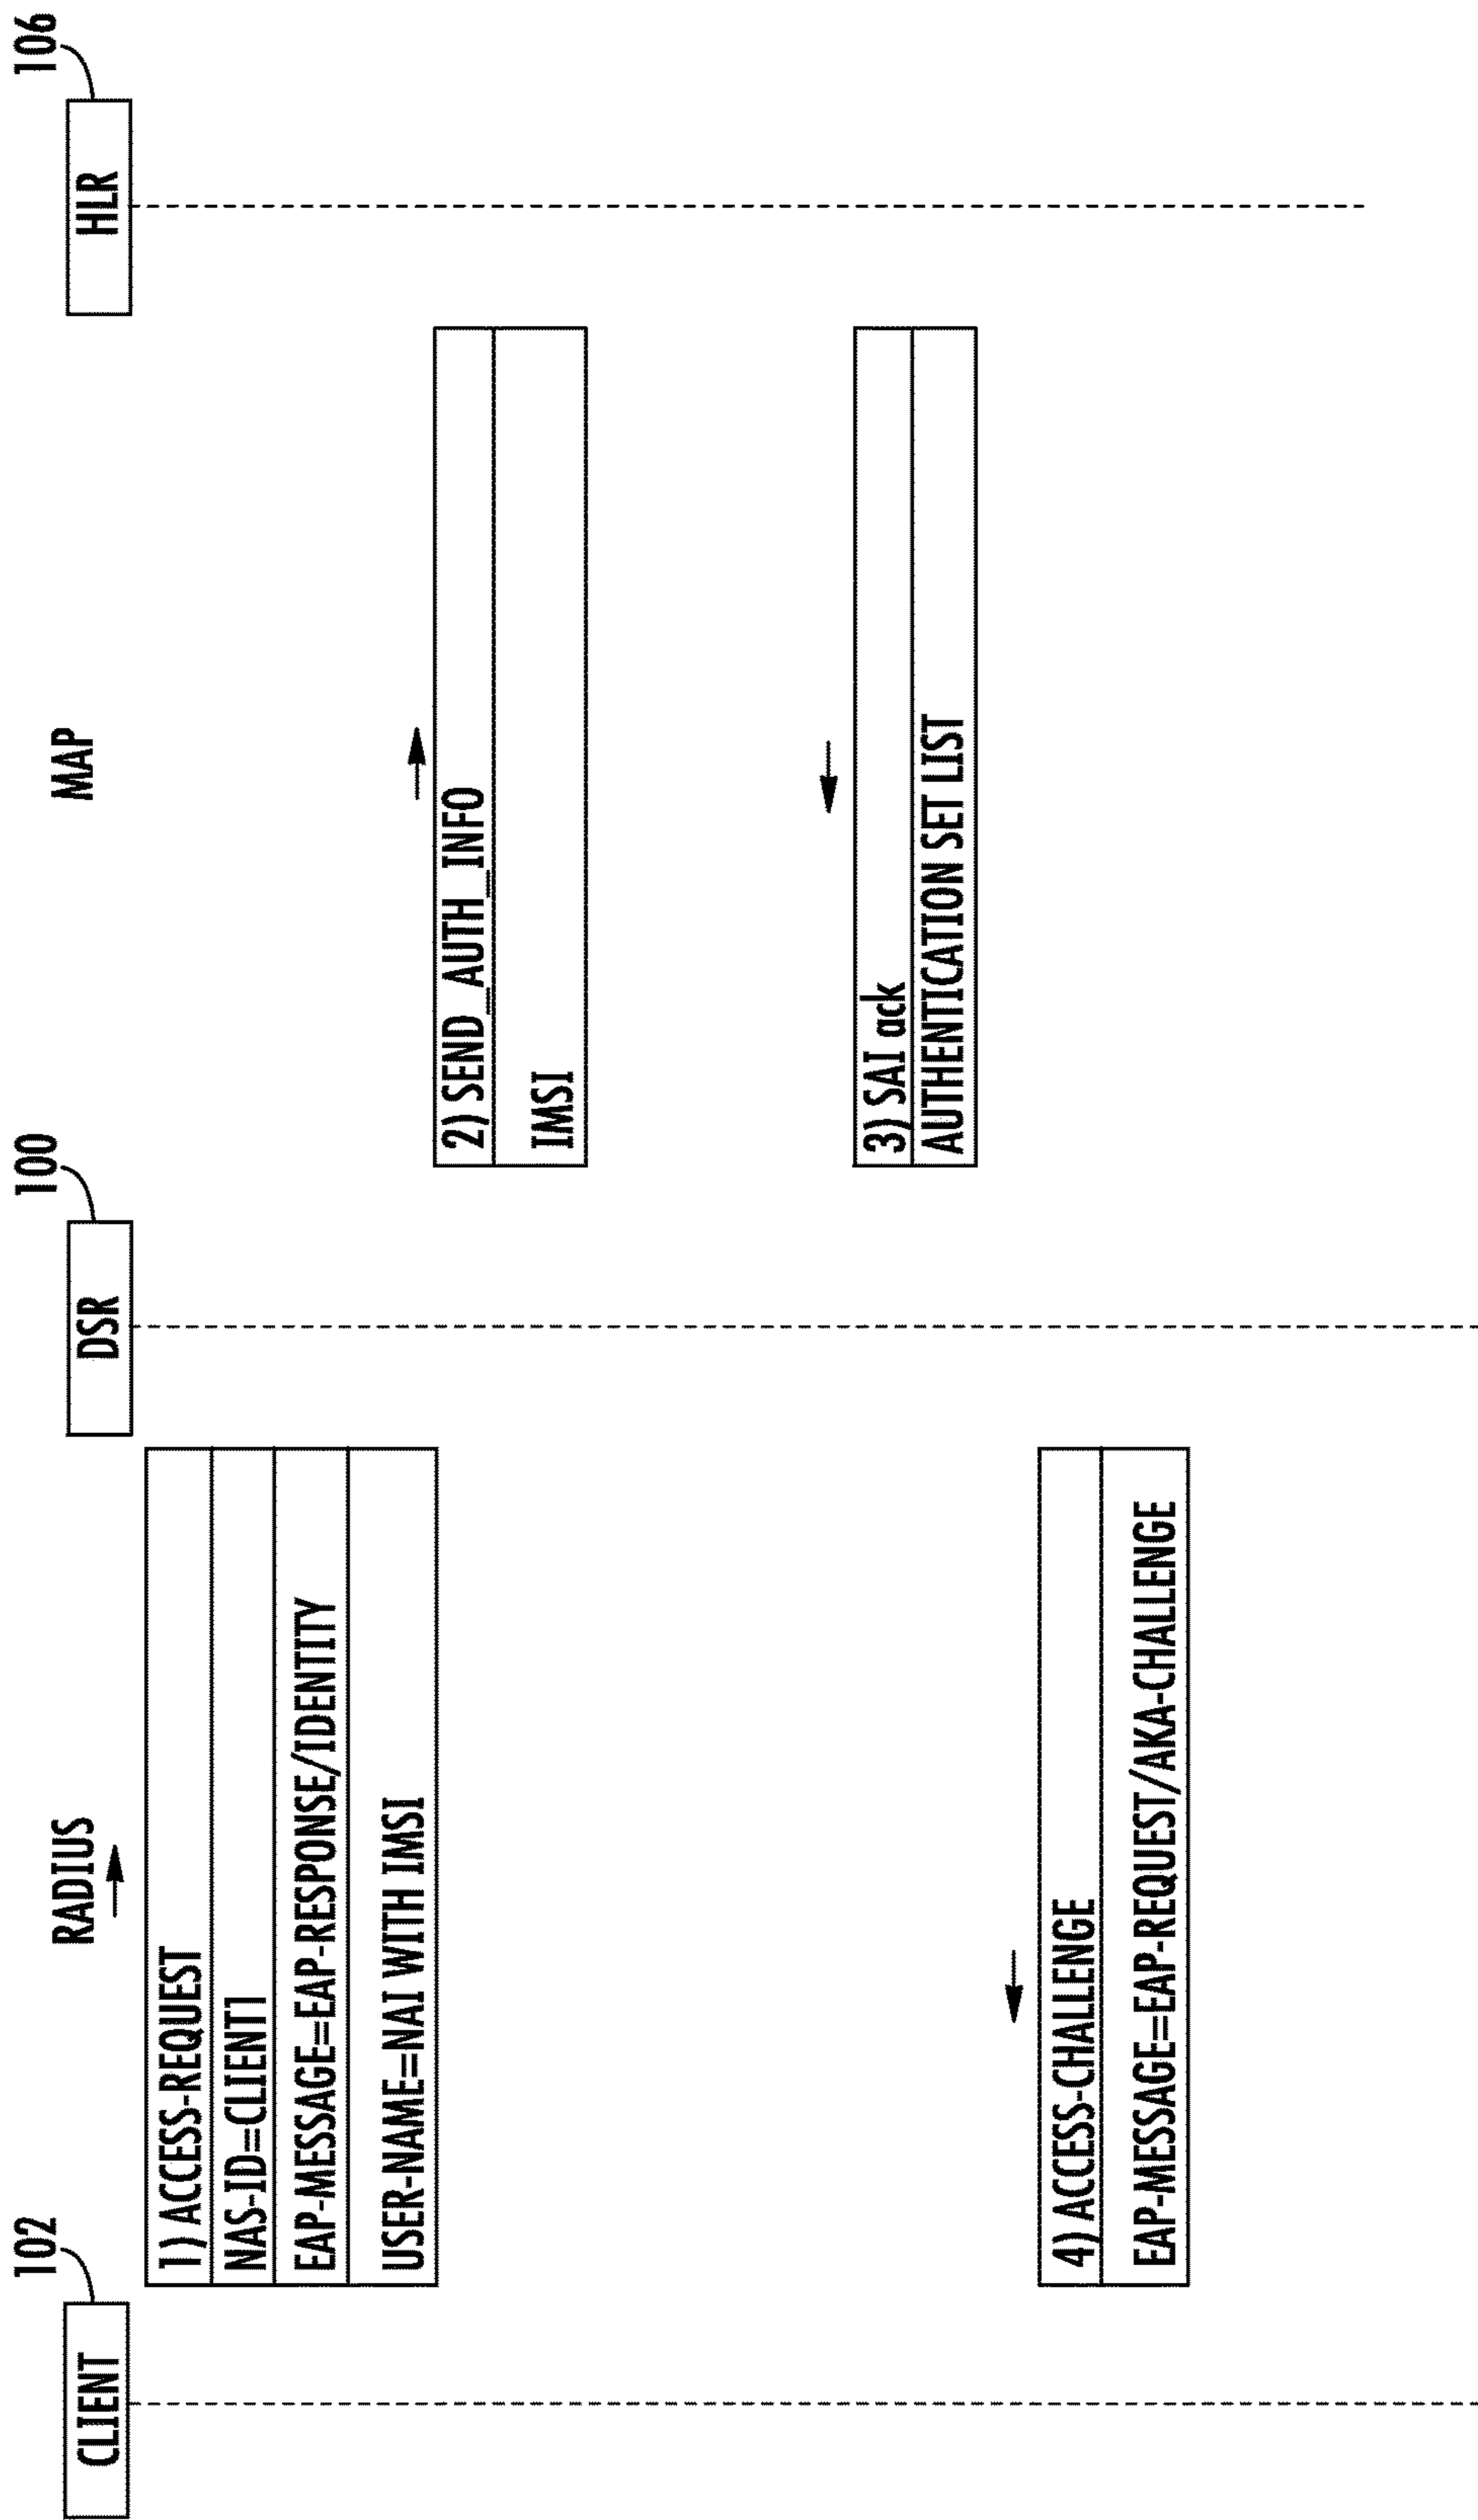 102
100
106
CLIENT
RADIUS
DSR
MAP
HLR
1) ACCESS-REQUEST
NAS-ID=CLIENT1
EAP-MESSAGE=EAP-RESPONSE/IDENTITY
USER-NAME=NAI WITH IMSI
2) SEND_AUTH_INFO
IMSI
3) SAI ack
AUTHENTICATION SET LIST
4) ACCESS-CHALLENGE
EAP-MESSAGE=EAP-REQUEST/AKA-CHALLENGE